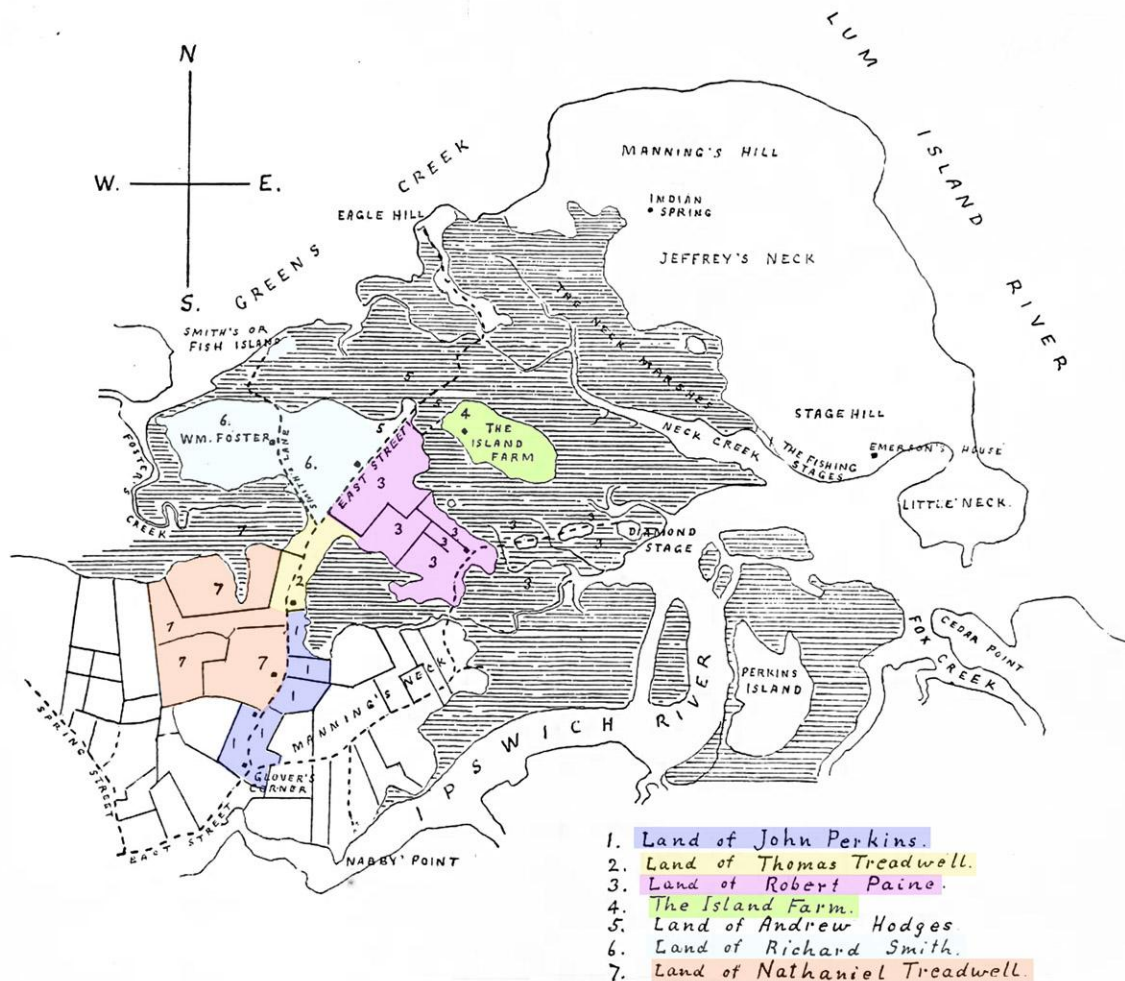 N
W. E.
S.
LUM ISLAND RIVER
GREENS CREEK
EAGLE HILL
MANNING'S HILL
INDIAN
SPRING
JEFFREY'S NECK
THE NECK MARSHES
SMITH'S OR
FISH ISLAND
5
5
STAGE HILL
6.
WM. FOSTER
SMITH'S LANE
6.
5
EAST STREET
4
THE
ISLAND
FARM
NECK CREEK
THE FISHING
STAGES
EMERSON'S HOUSE
LITTLE NECK.
FOSTER'S
CREEK
3
3
3
3
3
3
3
3
3
DIAMOND
STAGE
7
2
7
7
7
7
1
1
1
1
1
PERKINS
ISLAND
FOX CREEK
CEDAR POINT
MANNING'S NECK
IPSWICH RIVER
SPRING STREET
GLOVER'S
CORNER
EAST STREET
NABBY' POINT
1. Land of John Perkins.
2. Land of Thomas Treadwell.
3. Land of Robert Paine.
4. The Island Farm.
5. Land of Andrew Hodges
6. Land of Richard Smith.
7. Land of Nathaniel Treadwell.